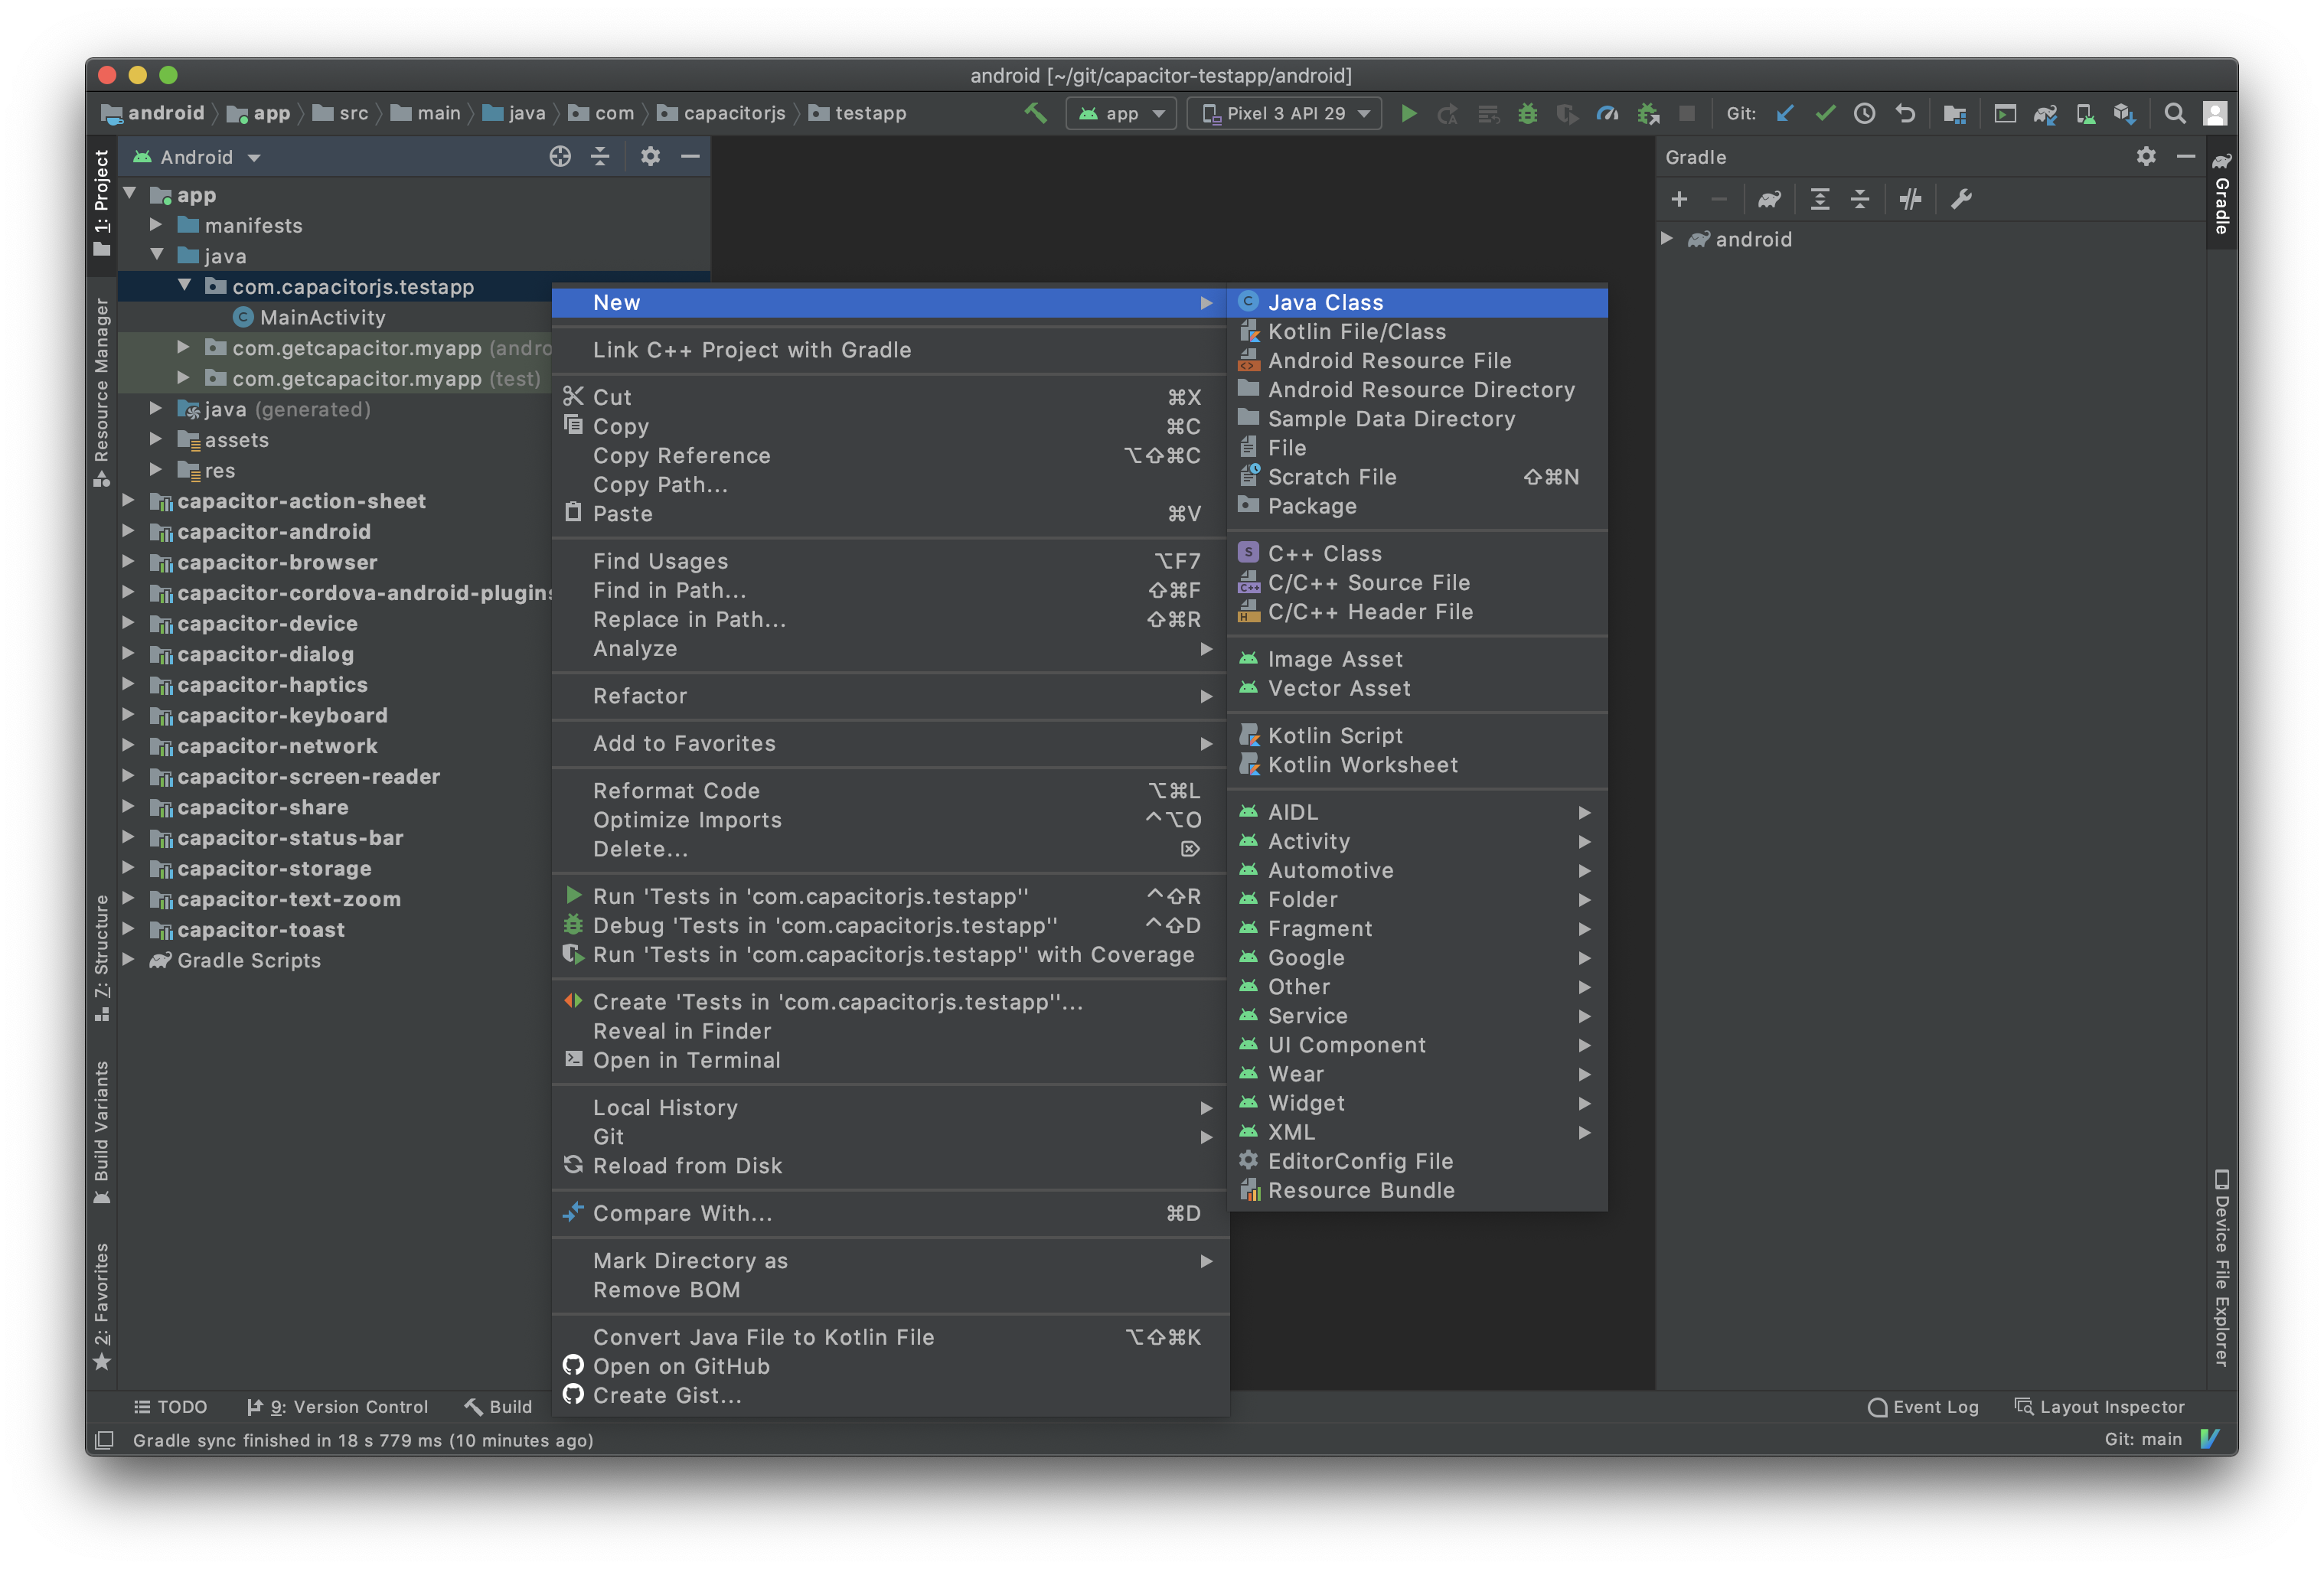 android [~/git/capacitor-testapp/android]
android app src main java com capacitorjs testapp
app Pixel 3 API 29 Git:
1: Project
Resource Manager
Z: Structure
Build Variants
2: Favorites
Android
app
manifests
java
com.capacitorjs.testapp
MainActivity
com.getcapacitor.myapp (andro
com.getcapacitor.myapp (test)
java (generated)
assets
res
capacitor-action-sheet
capacitor-android
capacitor-browser
capacitor-cordova-android-plugins
capacitor-device
capacitor-dialog
capacitor-haptics
capacitor-keyboard
capacitor-network
capacitor-screen-reader
capacitor-share
capacitor-status-bar
capacitor-storage
capacitor-text-zoom
capacitor-toast
Gradle Scripts
New
Link C++ Project with Gradle
Cut ⌘X
Copy ⌘C
Copy Reference ⌥⇧⌘C
Copy Path...
Paste ⌘V
Find Usages ⌥F7
Find in Path... ⇧⌘F
Replace in Path... ⇧⌘R
Analyze
Refactor
Add to Favorites
Reformat Code ⌥⌘L
Optimize Imports ^⌥O
Delete... ⌦
Run 'Tests in 'com.capacitorjs.testapp'' ^⇧R
Debug 'Tests in 'com.capacitorjs.testapp'' ^⇧D
Run 'Tests in 'com.capacitorjs.testapp'' with Coverage
Create 'Tests in 'com.capacitorjs.testapp''...
Reveal in Finder
Open in Terminal
Local History
Git
Reload from Disk
Compare With... ⌘D
Mark Directory as
Remove BOM
Convert Java File to Kotlin File ⌥⇧⌘K
Open on GitHub
Create Gist...
Java Class
Kotlin File/Class
Android Resource File
Android Resource Directory
Sample Data Directory
File
Scratch File ⇧⌘N
Package
C++ Class
C/C++ Source File
C/C++ Header File
Image Asset
Vector Asset
Kotlin Script
Kotlin Worksheet
AIDL
Activity
Automotive
Folder
Fragment
Google
Other
Service
UI Component
Wear
Widget
XML
EditorConfig File
Resource Bundle
Gradle
android
Gradle
Device File Explorer
TODO 9: Version Control Build Event Log Layout Inspector
Gradle sync finished in 18 s 779 ms (10 minutes ago) Git: main